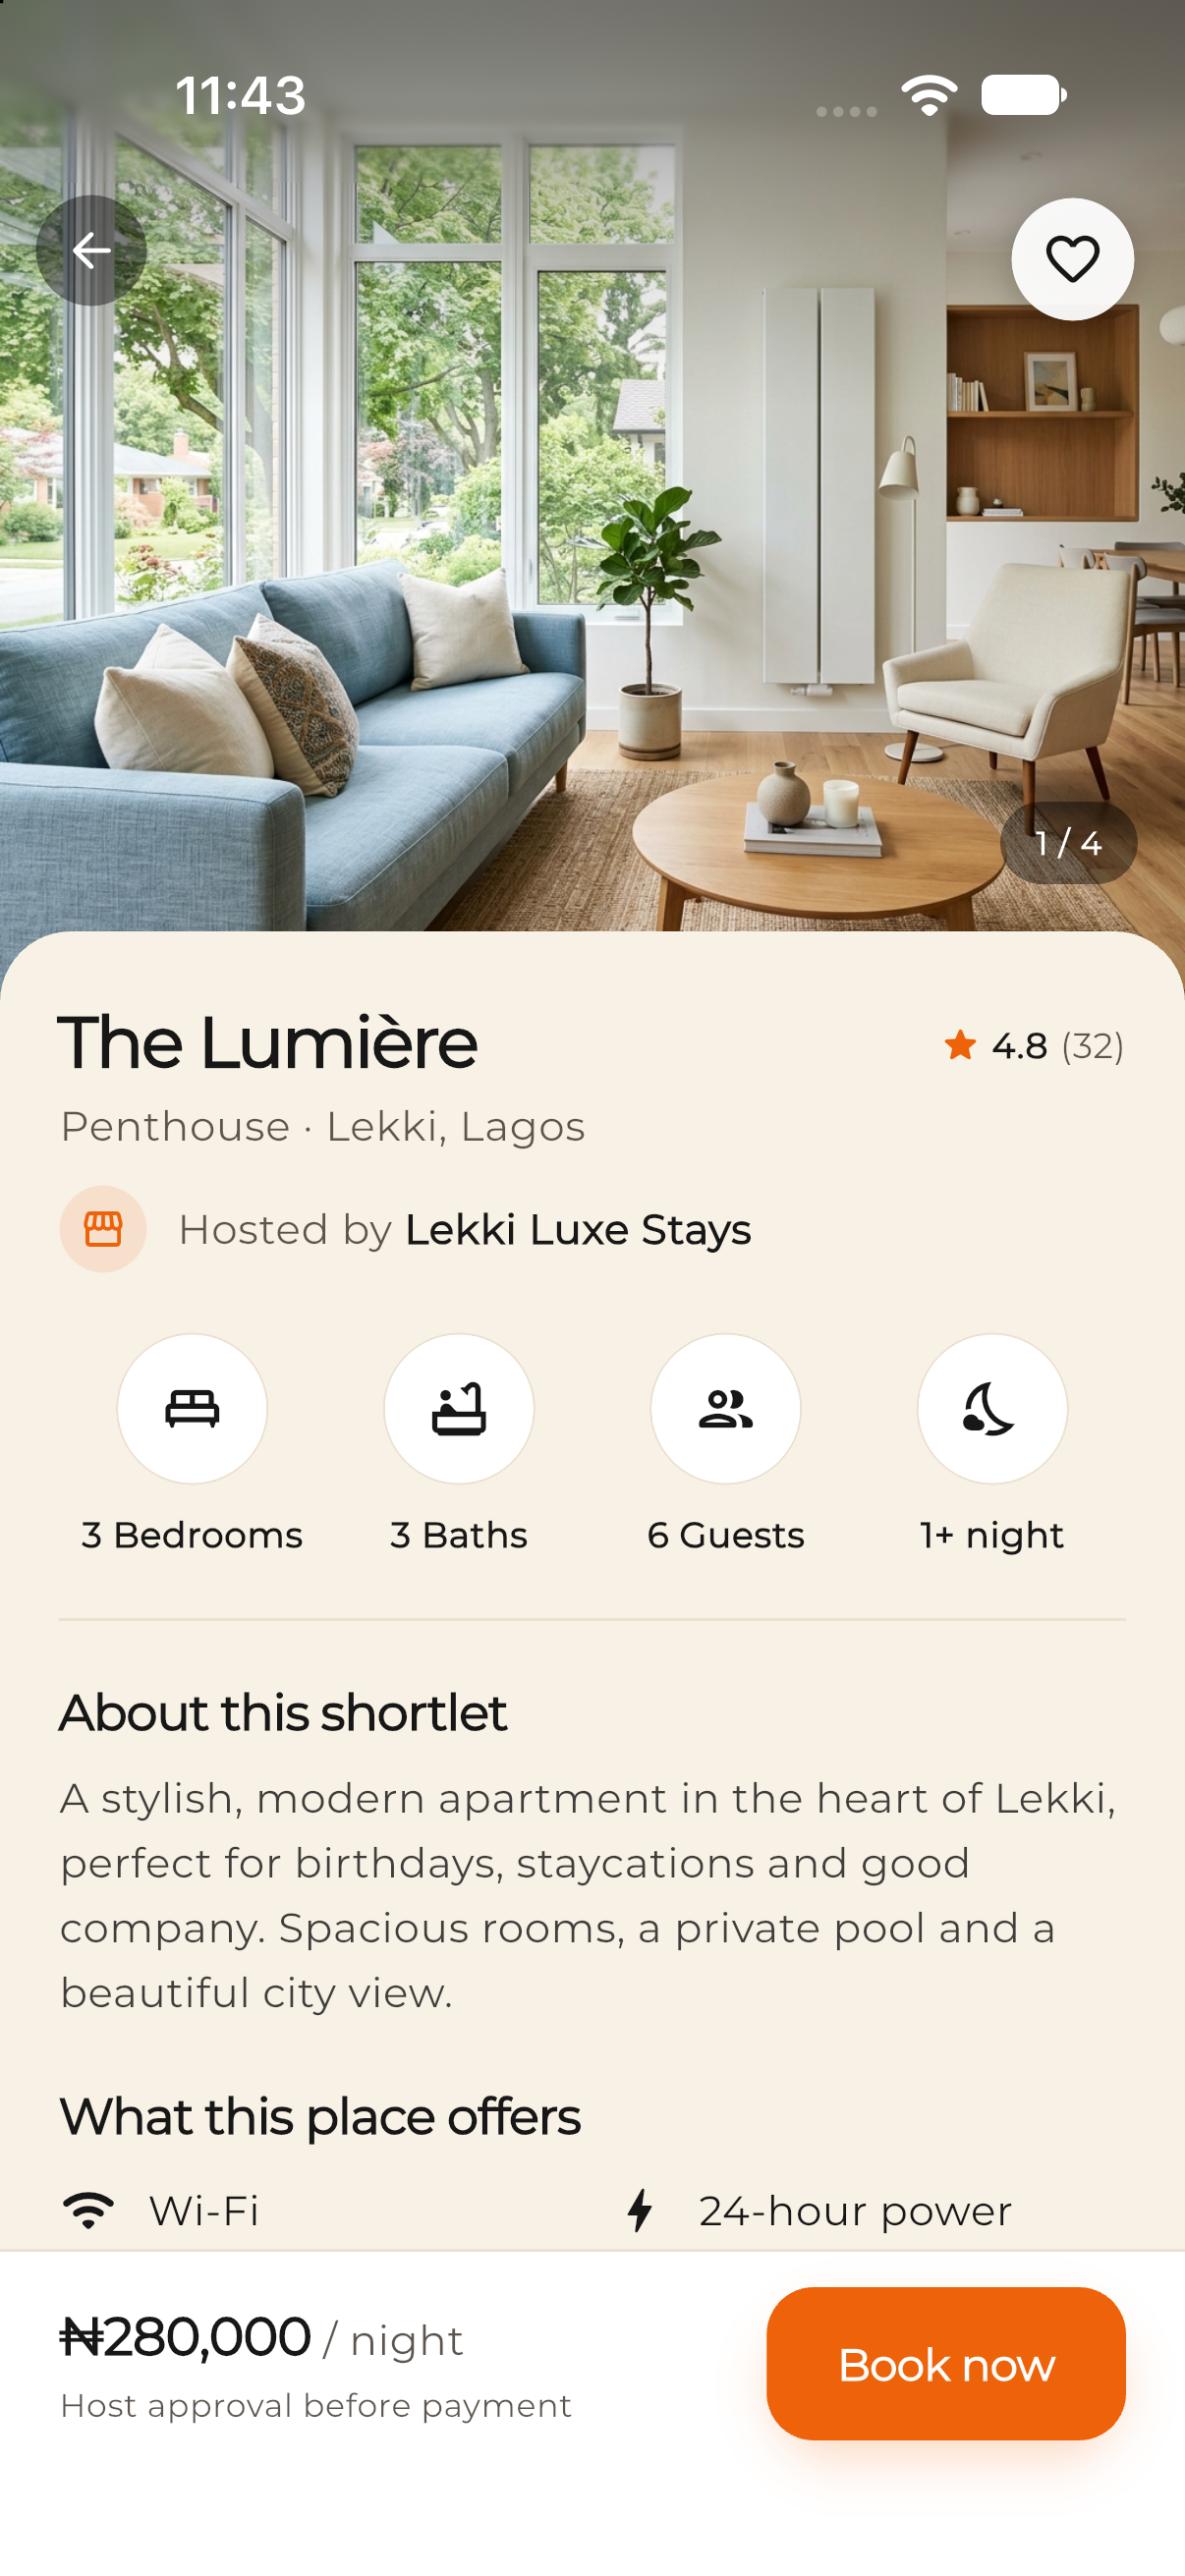 11:43
1 / 4
The Lumière
4.8 (32)
Penthouse · Lekki, Lagos
Hosted by Lekki Luxe Stays
3 Bedrooms
3 Baths
6 Guests
1+ night
About this shortlet
A stylish, modern apartment in the heart of Lekki,
perfect for birthdays, staycations and good
company. Spacious rooms, a private pool and a
beautiful city view.
What this place offers
Wi-Fi
24-hour power
₦280,000 / night
Host approval before payment
Book now